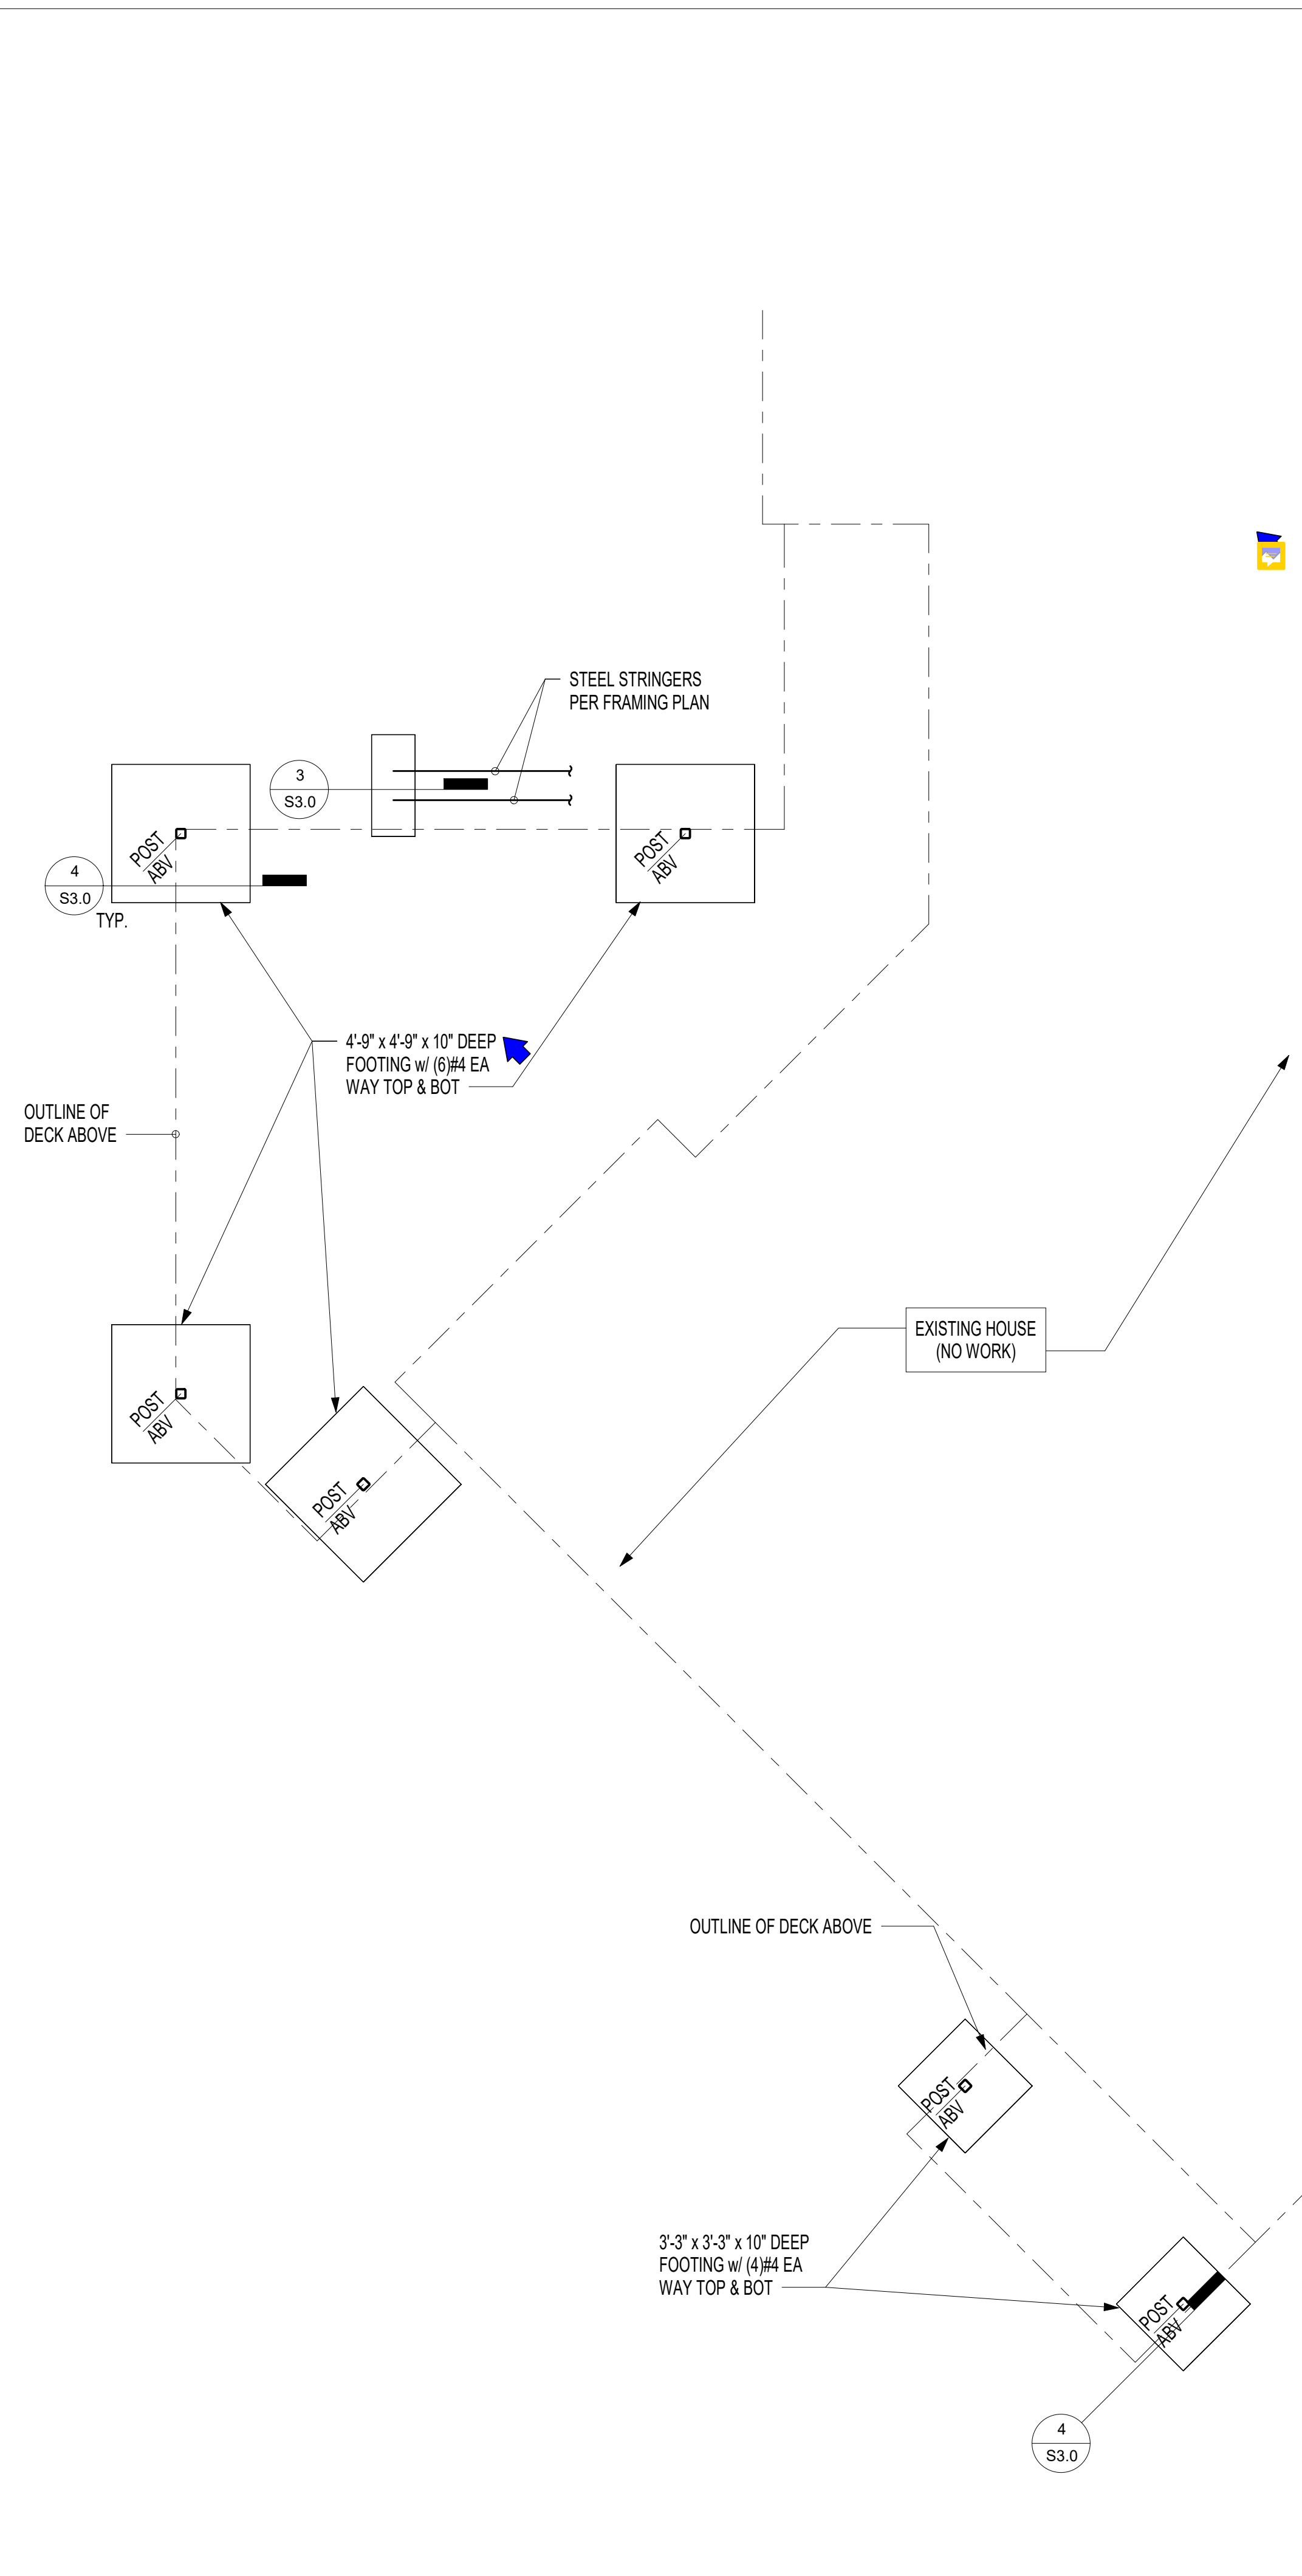 STEEL STRINGERS
PER FRAMING PLAN
3
S3.0
POST
ABV
POST
ABV
4
S3.0
TYP.
4'-9" x 4'-9" x 10" DEEP
FOOTING w/ (6)#4 EA
WAY TOP & BOT
OUTLINE OF
DECK ABOVE
EXISTING HOUSE
(NO WORK)
POST
ABV
POST
ABV
OUTLINE OF DECK ABOVE
POST
ABV
3'-3" x 3'-3" x 10" DEEP
FOOTING w/ (4)#4 EA
WAY TOP & BOT
POST
ABV
4
S3.0